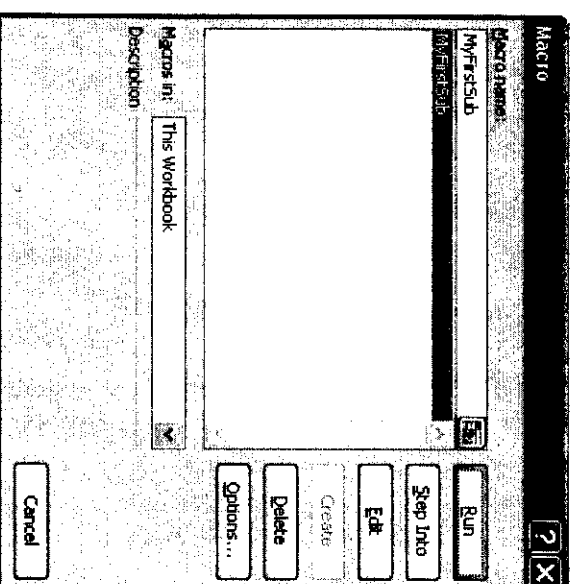 Macro
Macro name:
MyFirstSub
MyFirstSub
Macros in: This Workbook
Description
Run
Step Into
Edit
Create
Delete
Options...
Cancel